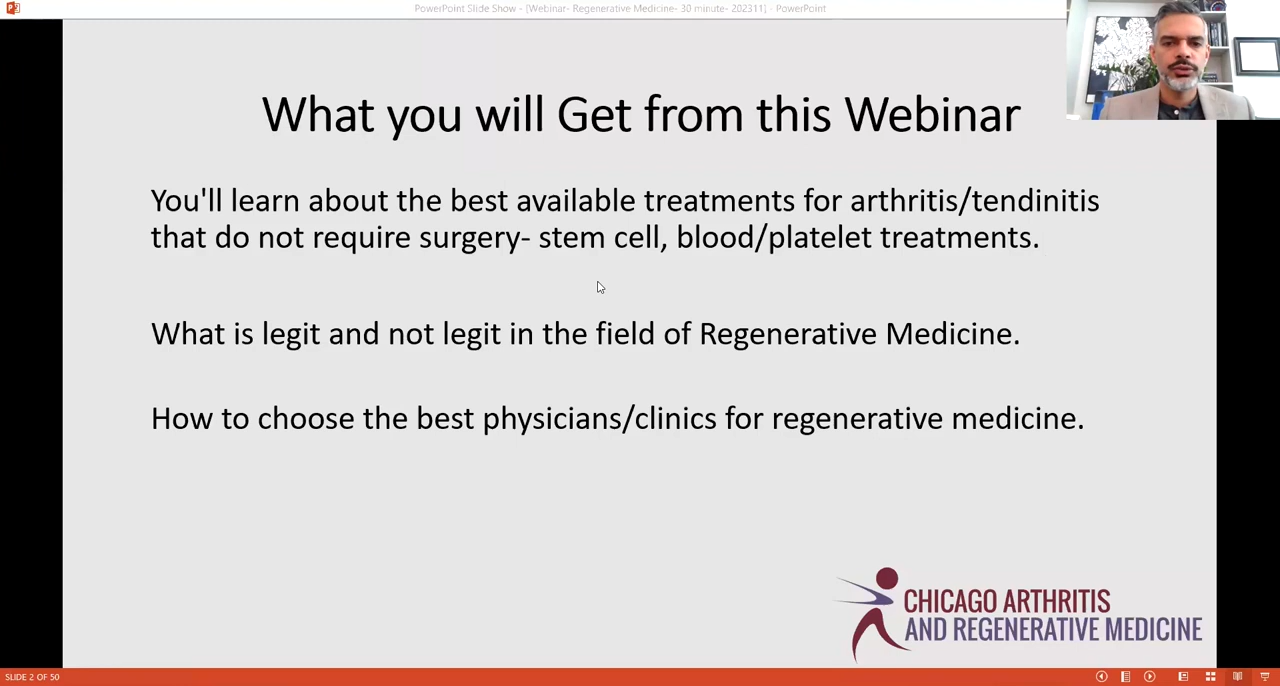 PowerPoint Slide Show - [Webinar- Regenerative Medicine- 30 minute- 202311] - PowerPoint
What you will Get from this Webinar
You'll learn about the best available treatments for arthritis/tendinitis
that do not require surgery- stem cell, blood/platelet treatments.
What is legit and not legit in the field of Regenerative Medicine.
How to choose the best physicians/clinics for regenerative medicine.
CHICAGO ARTHRITIS
AND REGENERATIVE MEDICINE
SLIDE 2 OF 50